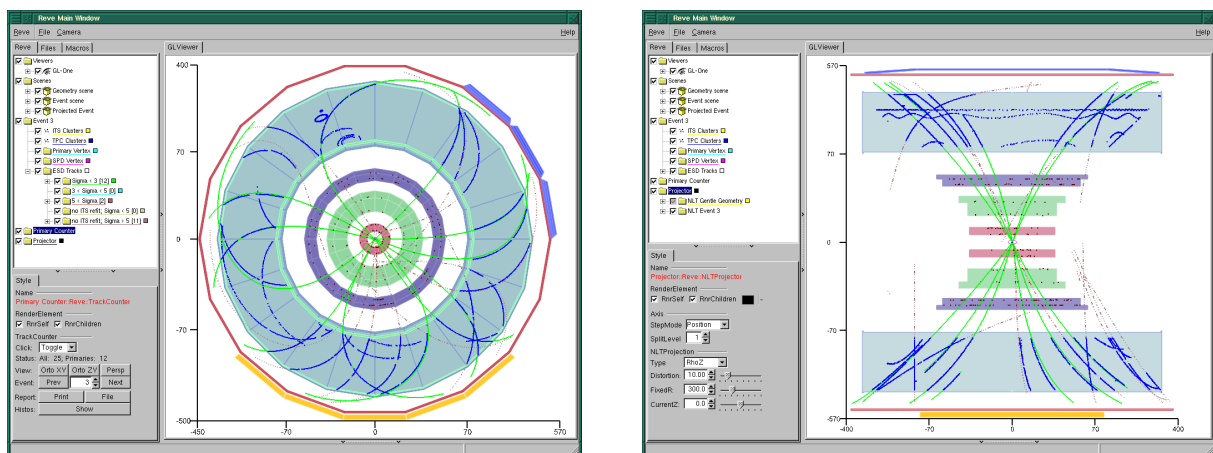 Reve Main Window
Reve File Camera Help
Reve Files Macros
GLViewer
Viewers
GL-One
Scenes
Geometry scene
Event scene
Projected Event
Event 3
ITS Clusters
TPC Clusters
Primary Vertex
SPD Vertex
ESD Tracks
Sigma < 3 [12]
3 < Sigma < 5 [0]
5 < Sigma [2]
no ITS refit; Sigma < 5 [0]
no ITS refit; Sigma > 5 [11]
Primary Counter
Projector
Style
Name
Primary Counter::Reve::TrackCounter
RenderElement
RnrSelf RnrChildren
TrackCounter
Click: Toggle
Status: All: 25; Primaries: 12
View: Orto XY Orto ZY Persp
Event: Prev 3 Next
Report: Print File
Histos: Show
400
70
0
-70
-500
-450 -70 0 70 570
Reve Main Window
Reve File Camera Help
Reve Files Macros
GLViewer
Viewers
GL-One
Scenes
Geometry scene
Event scene
Projected Event
Event 3
ITS Clusters
TPC Clusters
Primary Vertex
SPD Vertex
ESD Tracks
Primary Counter
Projector
NLT Gentle Geometry
NLT Event 3
Style
Name
Projector::Reve::NLTProjector
RenderElement
RnrSelf RnrChildren
Axis
StepMode Position
SplitLevel 1
NLTProjection
Type RhoZ
Distortion: 10.00
FixedR: 300.0
CurrentZ: 0.0
570
70
0
-70
-570
-400 -70 0 70 400